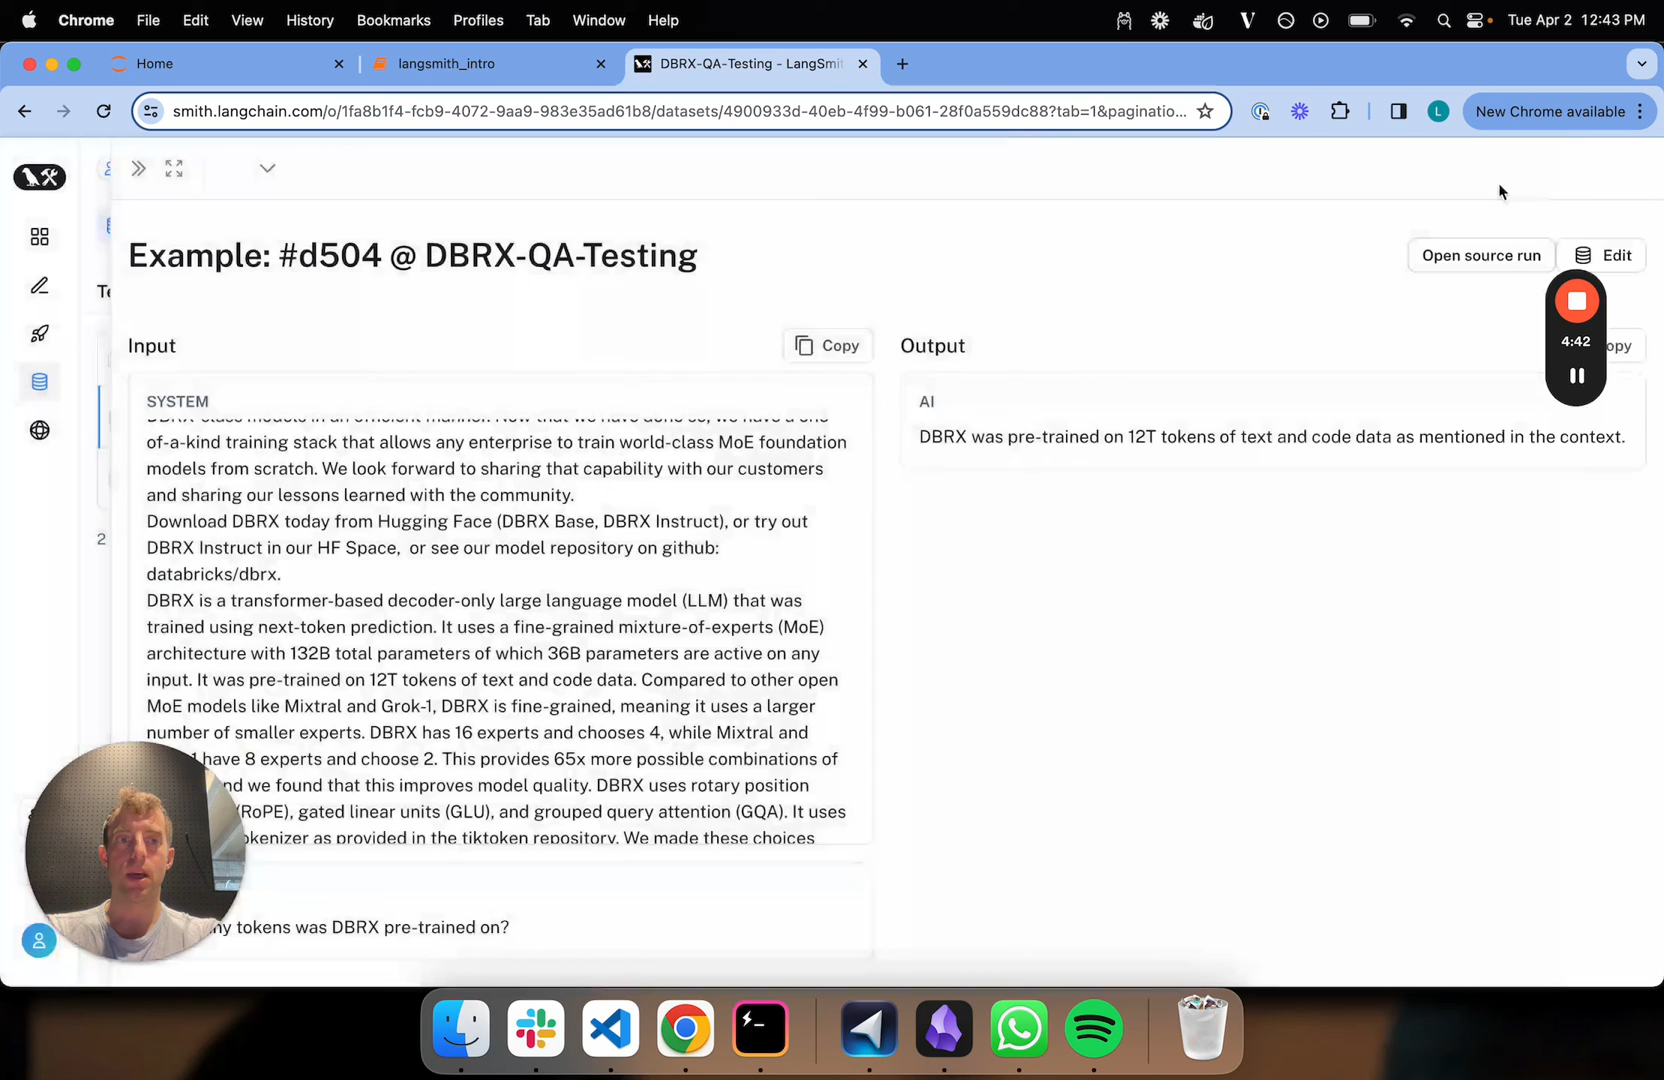 Chrome File Edit View History Bookmarks Profiles Tab Window Help
Tue Apr 2 12:43 PM
Home
langsmith_intro
DBRX-QA-Testing - LangSmi
smith.langchain.com/o/1fa8b1f4-fcb9-4072-9aa9-983e35ad61b8/datasets/4900933d-40eb-4f99-b061-28f0a559dc88?tab=1&paginatio...
L
New Chrome available
Example: #d504 @ DBRX-QA-Testing
Open source run
Edit
Te
2
4:42
Input
Copy
SYSTEM
of-a-kind training stack that allows any enterprise to train world-class MoE foundation
models from scratch. We look forward to sharing that capability with our customers
and sharing our lessons learned with the community.
Download DBRX today from Hugging Face (DBRX Base, DBRX Instruct), or try out
DBRX Instruct in our HF Space,  or see our model repository on github:
databricks/dbrx.
DBRX is a transformer-based decoder-only large language model (LLM) that was
trained using next-token prediction. It uses a fine-grained mixture-of-experts (MoE)
architecture with 132B total parameters of which 36B parameters are active on any
input. It was pre-trained on 12T tokens of text and code data. Compared to other open
MoE models like Mixtral and Grok-1, DBRX is fine-grained, meaning it uses a larger
number of smaller experts. DBRX has 16 experts and chooses 4, while Mixtral and
have 8 experts and choose 2. This provides 65x more possible combinations of
nd we found that this improves model quality. DBRX uses rotary position
(RoPE), gated linear units (GLU), and grouped query attention (GQA). It uses
okenizer as provided in the tiktoken repository. We made these choices
ny tokens was DBRX pre-trained on?
Output
opy
AI
DBRX was pre-trained on 12T tokens of text and code data as mentioned in the context.